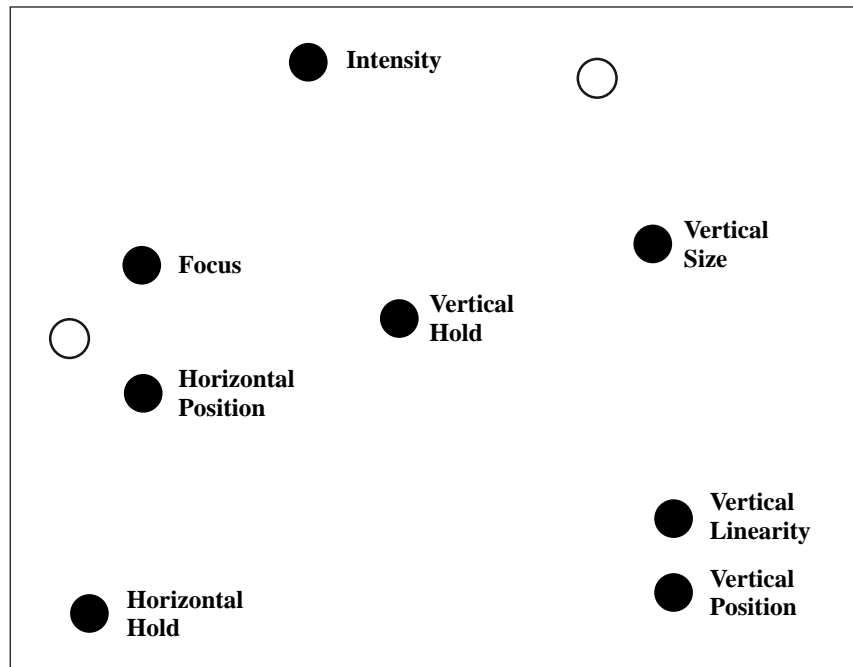 Intensity
Vertical
Size
Focus
Vertical
Hold
Horizontal
Position
Vertical
Linearity
Vertical
Position
Horizontal
Hold